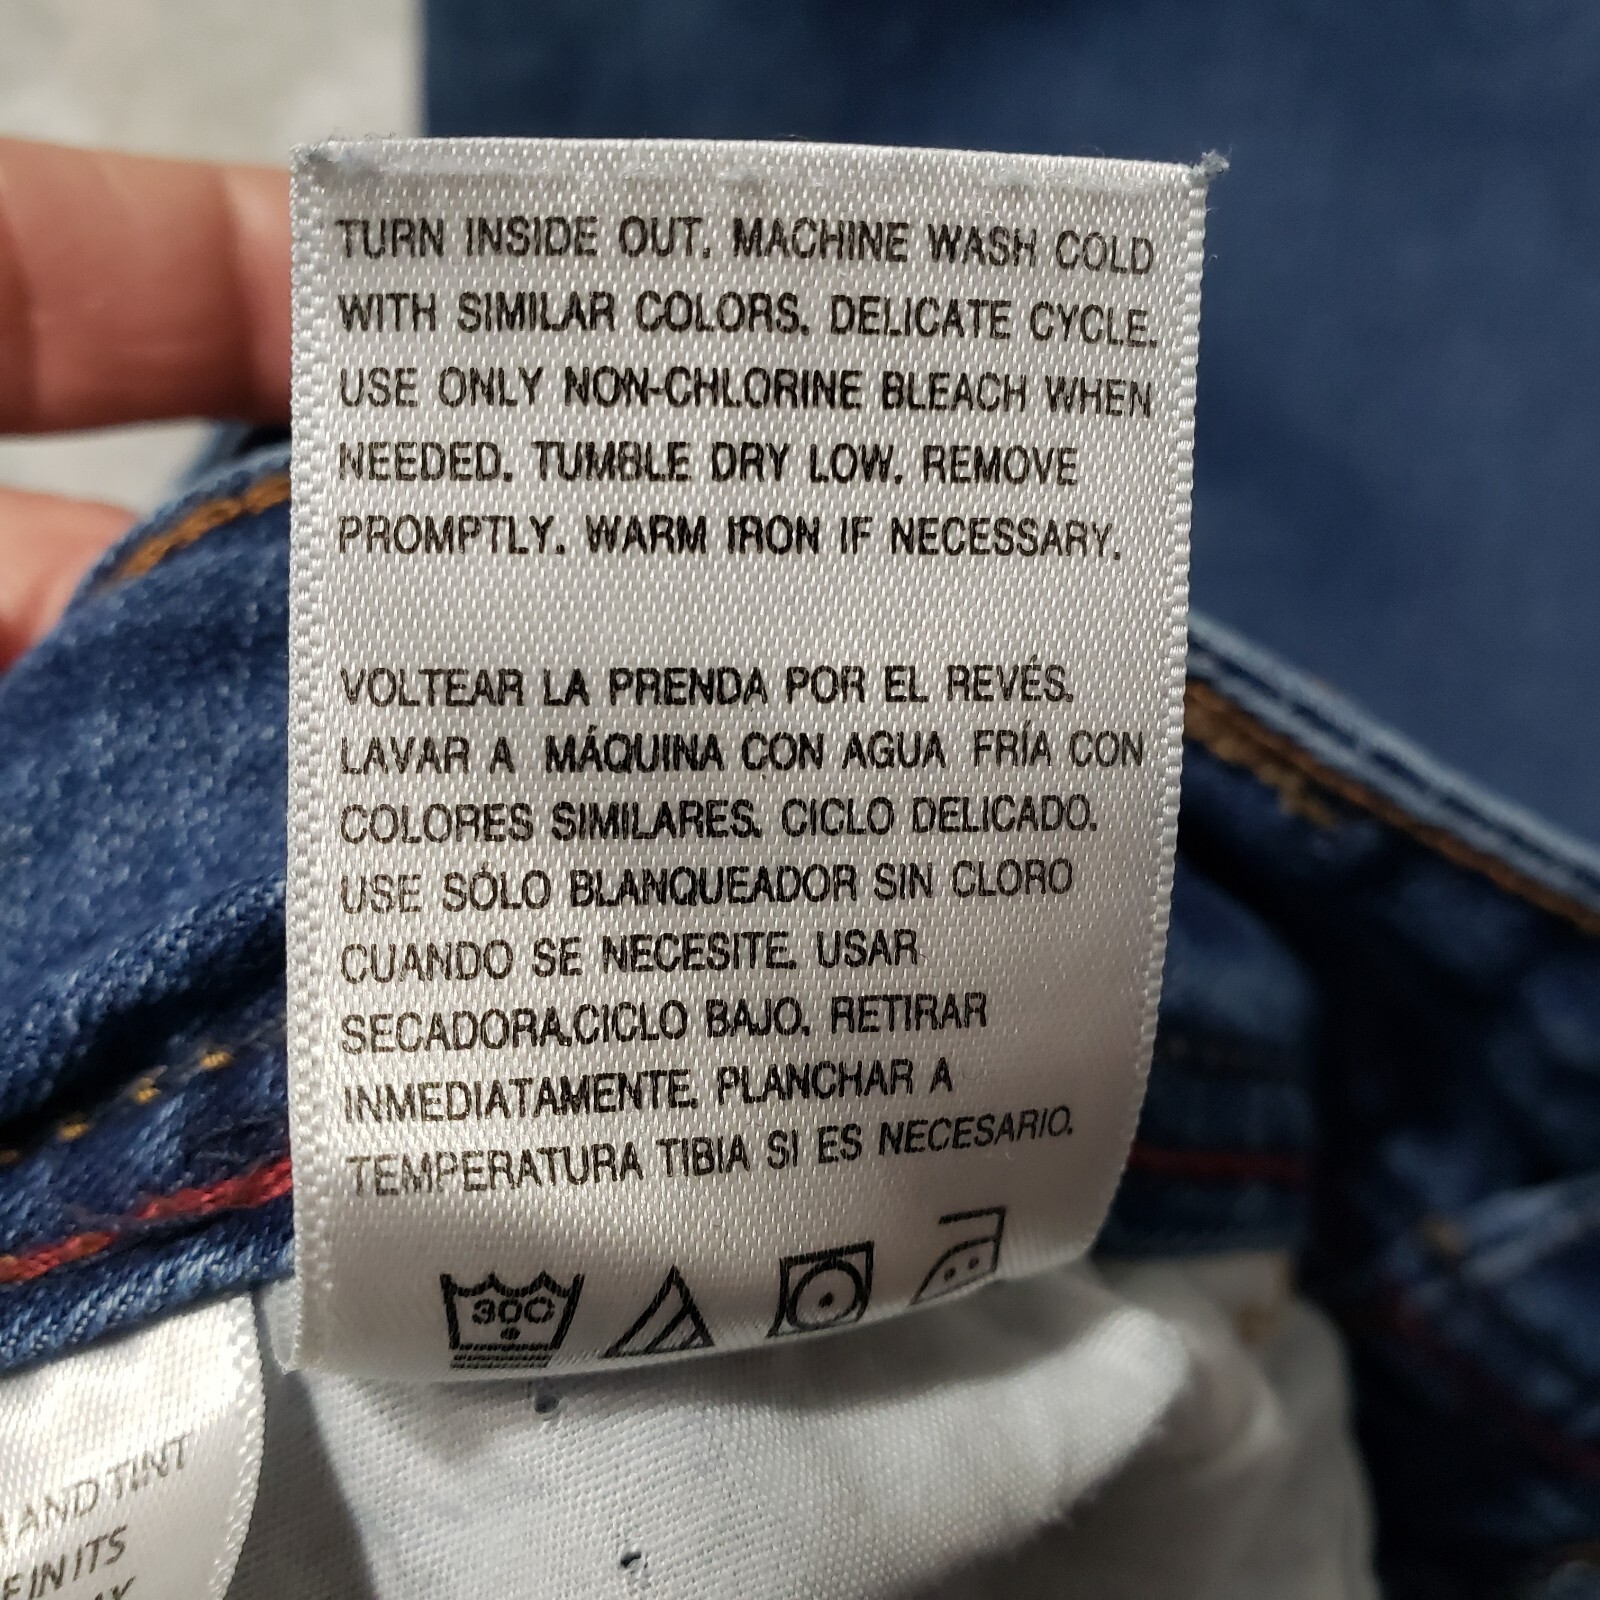 TURN INSIDE OUT. MACHINE WASH COLD
WITH SIMILAR COLORS. DELICATE CYCLE.
USE ONLY NON-CHLORINE BLEACH WHEN
NEEDED. TUMBLE DRY LOW. REMOVE
PROMPTLY. WARM IRON IF NECESSARY.
VOLTEAR LA PRENDA POR EL REVÉS.
LAVAR A MÁQUINA CON AGUA FRÍA CON
COLORES SIMILARES. CICLO DELICADO.
USE SÓLO BLANQUEADOR SIN CLORO
CUANDO SE NECESITE. USAR
SECADORA.CICLO BAJO. RETIRAR
INMEDIATAMENTE. PLANCHAR A
TEMPERATURA TIBIA SI ES NECESARIO.
30C
AND TINT
IN ITS